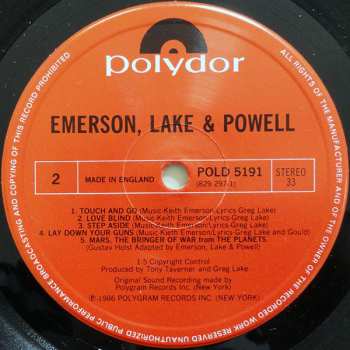 polydor
EMERSON, LAKE & POWELL
2
MADE IN ENGLAND
POLD 5191
(829 297-1)
STEREO
33
1. TOUCH AND GO (Music-Keith Emerson/Lyrics-Greg Lake)
2. LOVE BLIND (Music-Keith Emerson/Lyrics Greg Lake)
3. STEP ASIDE (Music-Keith Emerson/Lyrics Greg Lake)
4. LAY DOWN YOUR GUNS (Music-Keith Emerson/Lyrics Greg Lake and Gould)
5. MARS, THE BRINGER OF WAR from THE PLANETS.
(Gustav Holst Adapted by Emerson, Lake & Powell)
1-5 Copyright Control
Produced by Tony Taverner and Greg Lake
Original Sound Recording made by
Polygram Records Inc. (New York)
℗ 1986 POLYGRAM RECORDS INC. (NEW YORK)
ALL RIGHTS OF THE MANUFACTURER AND OF THE OWNER OF THE RECORDED WORK RESERVED UNAUTHORISED PUBLIC PERFORMANCE BROADCASTING AND COPYING OF THIS RECORD PROHIBITED